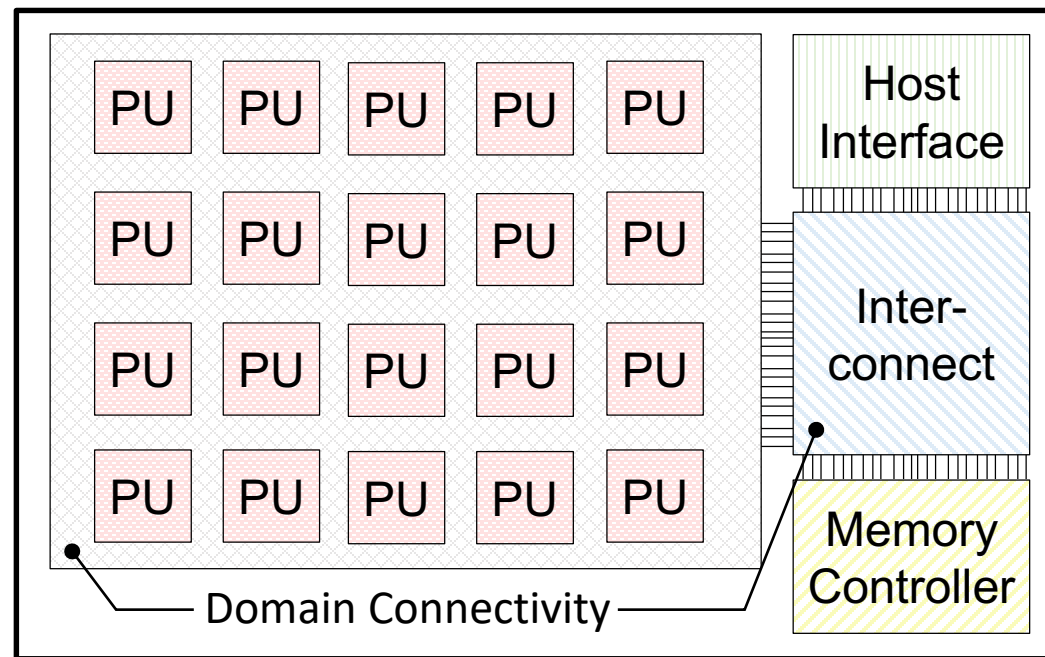 PU PU PU PU PU
PU PU PU PU PU
PU PU PU PU PU
PU PU PU PU PU
Host
Interface
Inter-
connect
Memory
Controller
Domain Connectivity